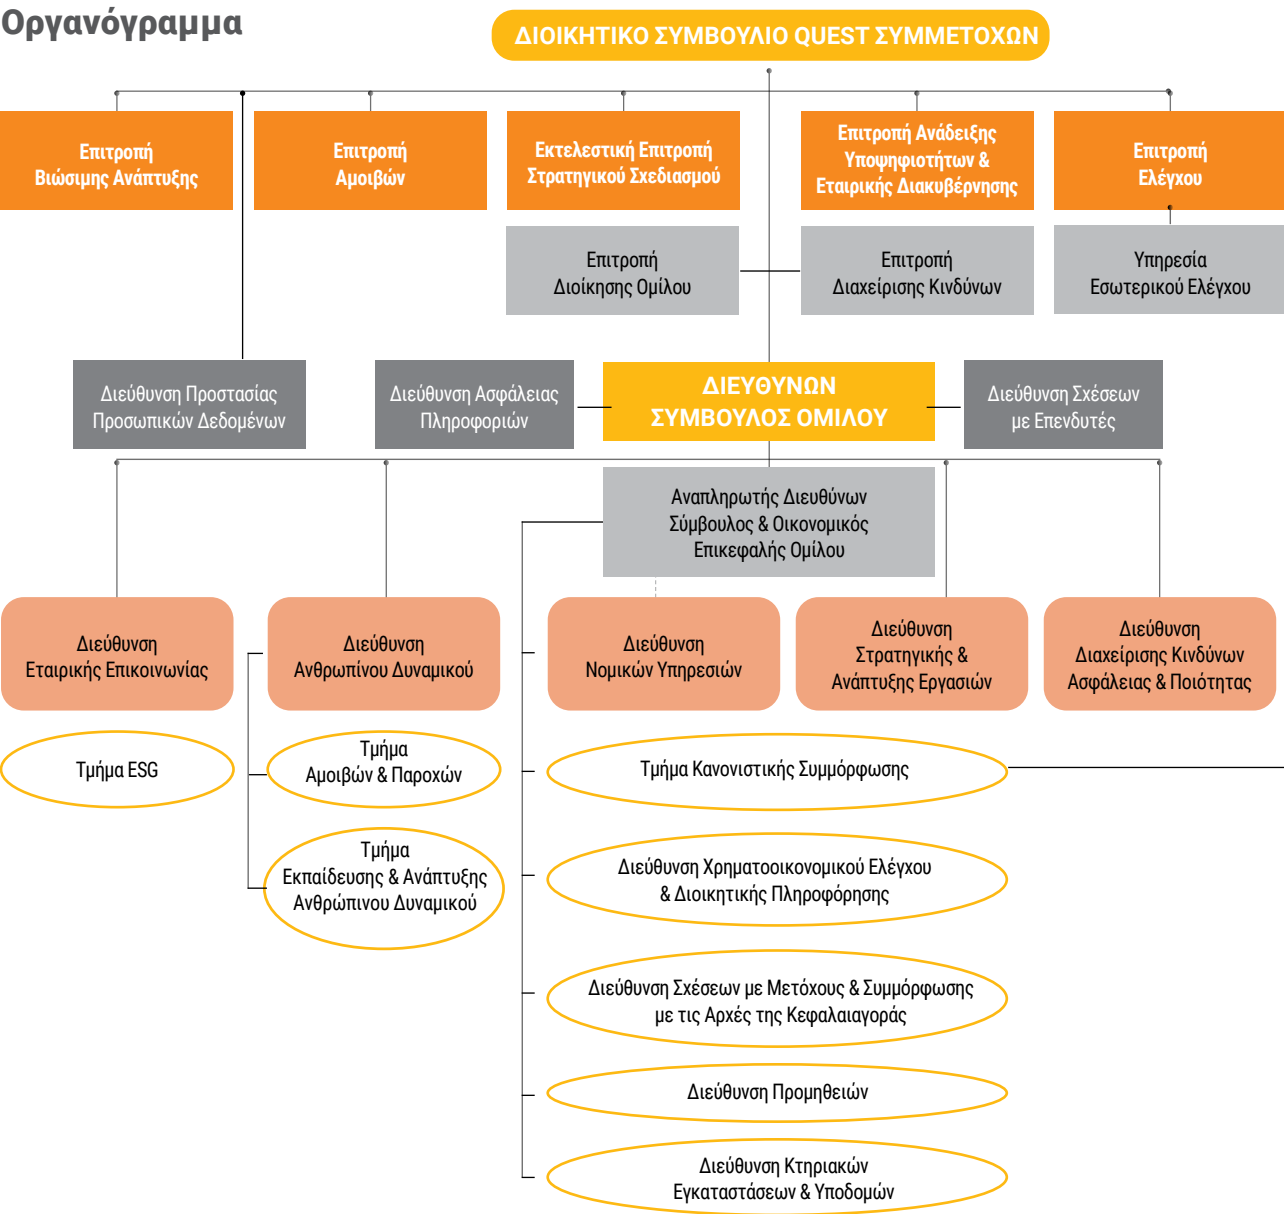 Οργανόγραμμα
ΔΙΟΙΚΗΤΙΚΟ ΣΥΜΒΟΥΛΙΟ QUEST ΣΥΜΜΕΤΟΧΩΝ
Επιτροπή
Βιώσιμης Ανάπτυξης
Επιτροπή
Αμοιβών
Εκτελεστική Επιτροπή
Στρατηγικού Σχεδιασμού
Επιτροπή Ανάδειξης
Υποψηφιοτήτων &
Εταιρικής Διακυβέρνησης
Επιτροπή
Ελέγχου
Επιτροπή
Διοίκησης Ομίλου
Επιτροπή
Διαχείρισης Κινδύνων
Υπηρεσία
Εσωτερικού Ελέγχου
Διεύθυνση Προστασίας
Προσωπικών Δεδομένων
Διεύθυνση Ασφάλειας
Πληροφοριών
ΔΙΕΥΘΥΝΩΝ
ΣΥΜΒΟΥΛΟΣ ΟΜΙΛΟΥ
Διεύθυνση Σχέσεων
με Επενδυτές
Αναπληρωτής Διευθύνων
Σύμβουλος & Οικονομικός
Επικεφαλής Ομίλου
Διεύθυνση
Εταιρικής Επικοινωνίας
Διεύθυνση
Ανθρωπίνου Δυναμικού
Διεύθυνση
Νομικών Υπηρεσιών
Διεύθυνση
Στρατηγικής &
Ανάπτυξης Εργασιών
Διεύθυνση
Διαχείρισης Κινδύνων
Ασφάλειας & Ποιότητας
Τμήμα ESG
Τμήμα
Αμοιβών & Παροχών
Τμήμα Κανονιστικής Συμμόρφωσης
Τμήμα
Εκπαίδευσης & Ανάπτυξης
Ανθρώπινου Δυναμικού
Διεύθυνση Χρηματοοικονομικού Ελέγχου
& Διοικητικής Πληροφόρησης
Διεύθυνση Σχέσεων με Μετόχους & Συμμόρφωσης
με τις Αρχές της Κεφαλαιαγοράς
Διεύθυνση Προμηθειών
Διεύθυνση Κτηριακών
Εγκαταστάσεων & Υποδομών